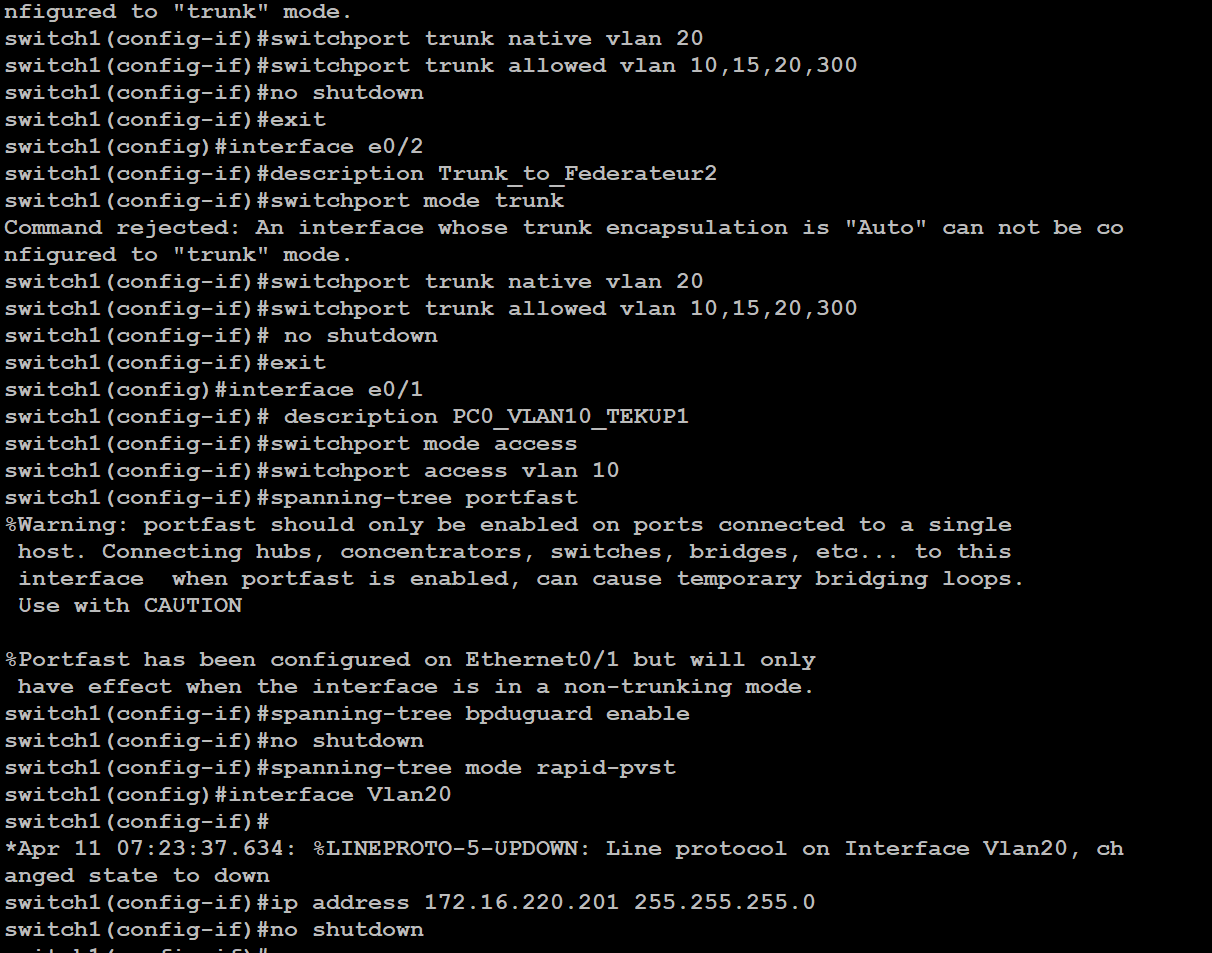 nfigured to "trunk" mode.
switch1(config-if)#switchport trunk native vlan 20
switch1(config-if)#switchport trunk allowed vlan 10,15,20,300
switch1(config-if)#no shutdown
switch1(config-if)#exit
switch1(config)#interface e0/2
switch1(config-if)#description Trunk_to_Federateur2
switch1(config-if)#switchport mode trunk
Command rejected: An interface whose trunk encapsulation is "Auto" can not be co
nfigured to "trunk" mode.
switch1(config-if)#switchport trunk native vlan 20
switch1(config-if)#switchport trunk allowed vlan 10,15,20,300
switch1(config-if)# no shutdown
switch1(config-if)#exit
switch1(config)#interface e0/1
switch1(config-if)# description PC0_VLAN10_TEKUP1
switch1(config-if)#switchport mode access
switch1(config-if)#switchport access vlan 10
switch1(config-if)#spanning-tree portfast
%Warning: portfast should only be enabled on ports connected to a single
 host. Connecting hubs, concentrators, switches, bridges, etc... to this
 interface  when portfast is enabled, can cause temporary bridging loops.
 Use with CAUTION

%Portfast has been configured on Ethernet0/1 but will only
 have effect when the interface is in a non-trunking mode.
switch1(config-if)#spanning-tree bpduguard enable
switch1(config-if)#no shutdown
switch1(config-if)#spanning-tree mode rapid-pvst
switch1(config)#interface Vlan20
switch1(config-if)#
*Apr 11 07:23:37.634: %LINEPROTO-5-UPDOWN: Line protocol on Interface Vlan20, ch
anged state to down
switch1(config-if)#ip address 172.16.220.201 255.255.255.0
switch1(config-if)#no shutdown
switch1(config-if)#